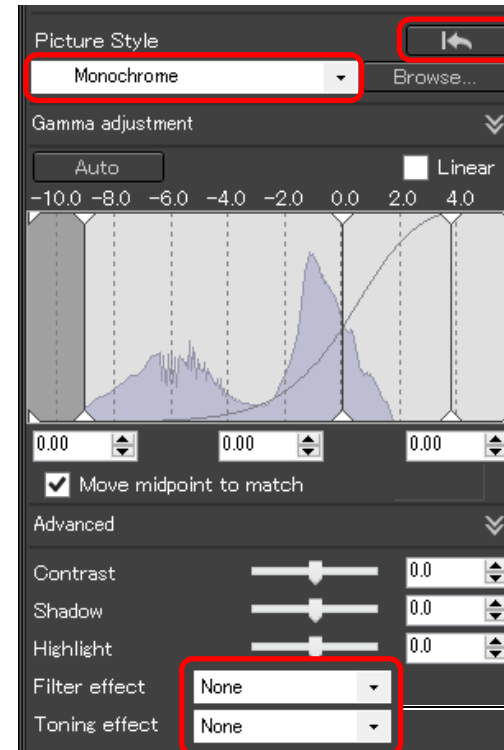 Picture Style
Monochrome Browse...
Gamma adjustment
Auto Linear
-10.0 -8.0 -6.0 -4.0 -2.0 0.0 2.0 4.0
0.00 0.00 0.00
Move midpoint to match
Advanced
Contrast 0.0
Shadow 0.0
Highlight 0.0
Filter effect None
Toning effect None